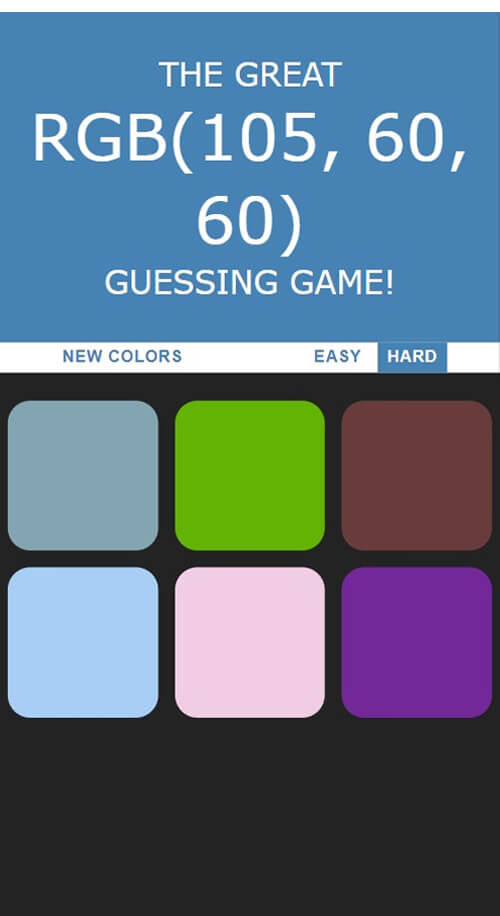 THE GREAT
RGB(105, 60,
60)
GUESSING GAME!
NEW COLORS EASY HARD